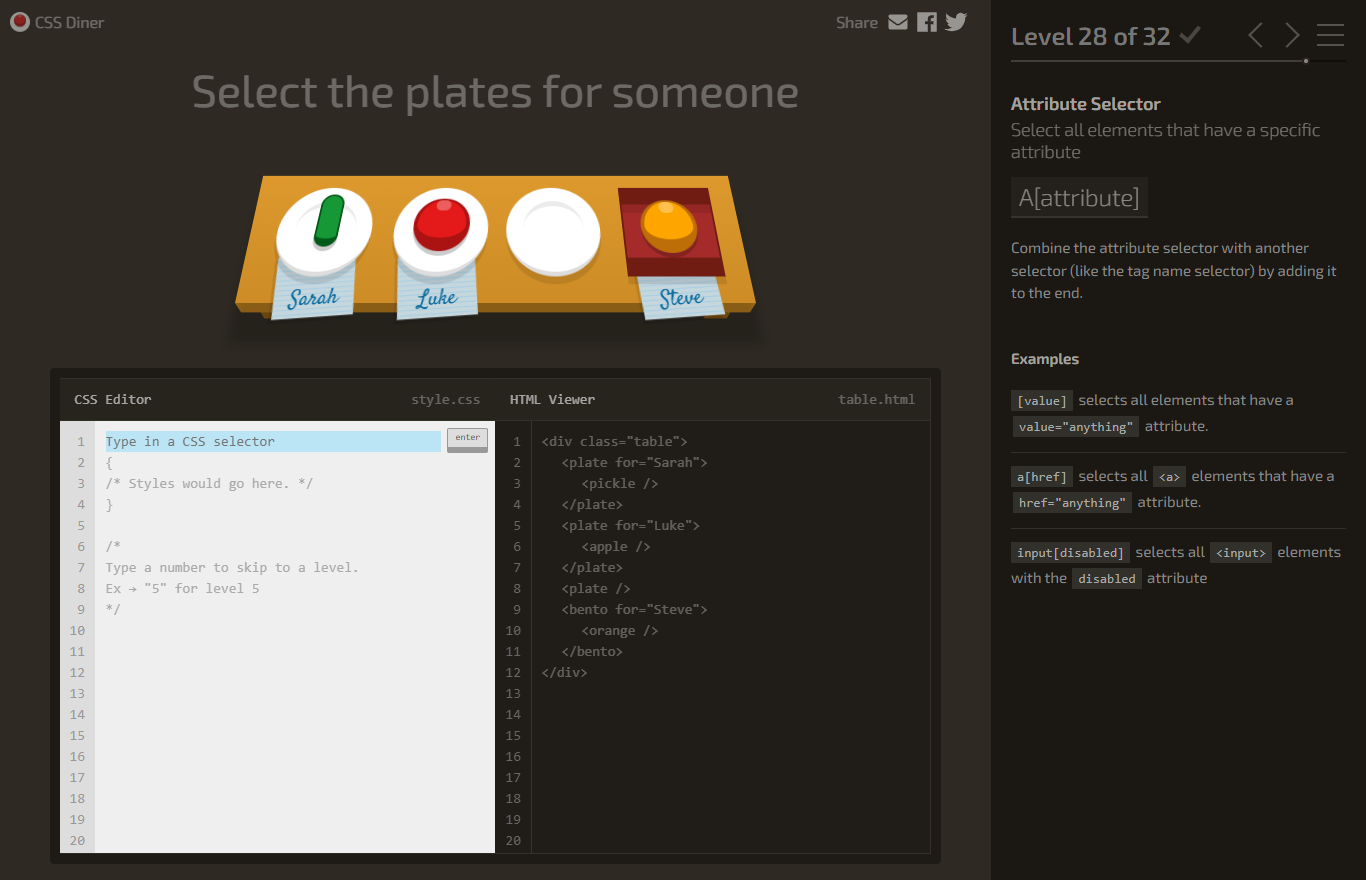 CSS Diner
Share
Select the plates for someone
Sarah
Luke
Steve
CSS Editor
style.css
HTML Viewer
table.html
1
2
3
4
5
6
7
8
9
10
11
12
13
14
15
16
17
18
19
20
Type in a CSS selector
enter
{
/* Styles would go here. */
}
/*
Type a number to skip to a level.
Ex → "5" for level 5
*/
1
2
3
4
5
6
7
8
9
10
11
12
13
14
15
16
17
18
19
20
<div class="table">
<plate for="Sarah">
<pickle />
</plate>
<plate for="Luke">
<apple />
</plate>
<plate />
<bento for="Steve">
<orange />
</bento>
</div>
Level 28 of 32
Attribute Selector
Select all elements that have a specific
attribute
A[attribute]
Combine the attribute selector with another
selector (like the tag name selector) by adding it
to the end.
Examples
[value] selects all elements that have a
value="anything" attribute.
a[href] selects all <a> elements that have a
href="anything" attribute.
input[disabled] selects all <input> elements
with the disabled attribute